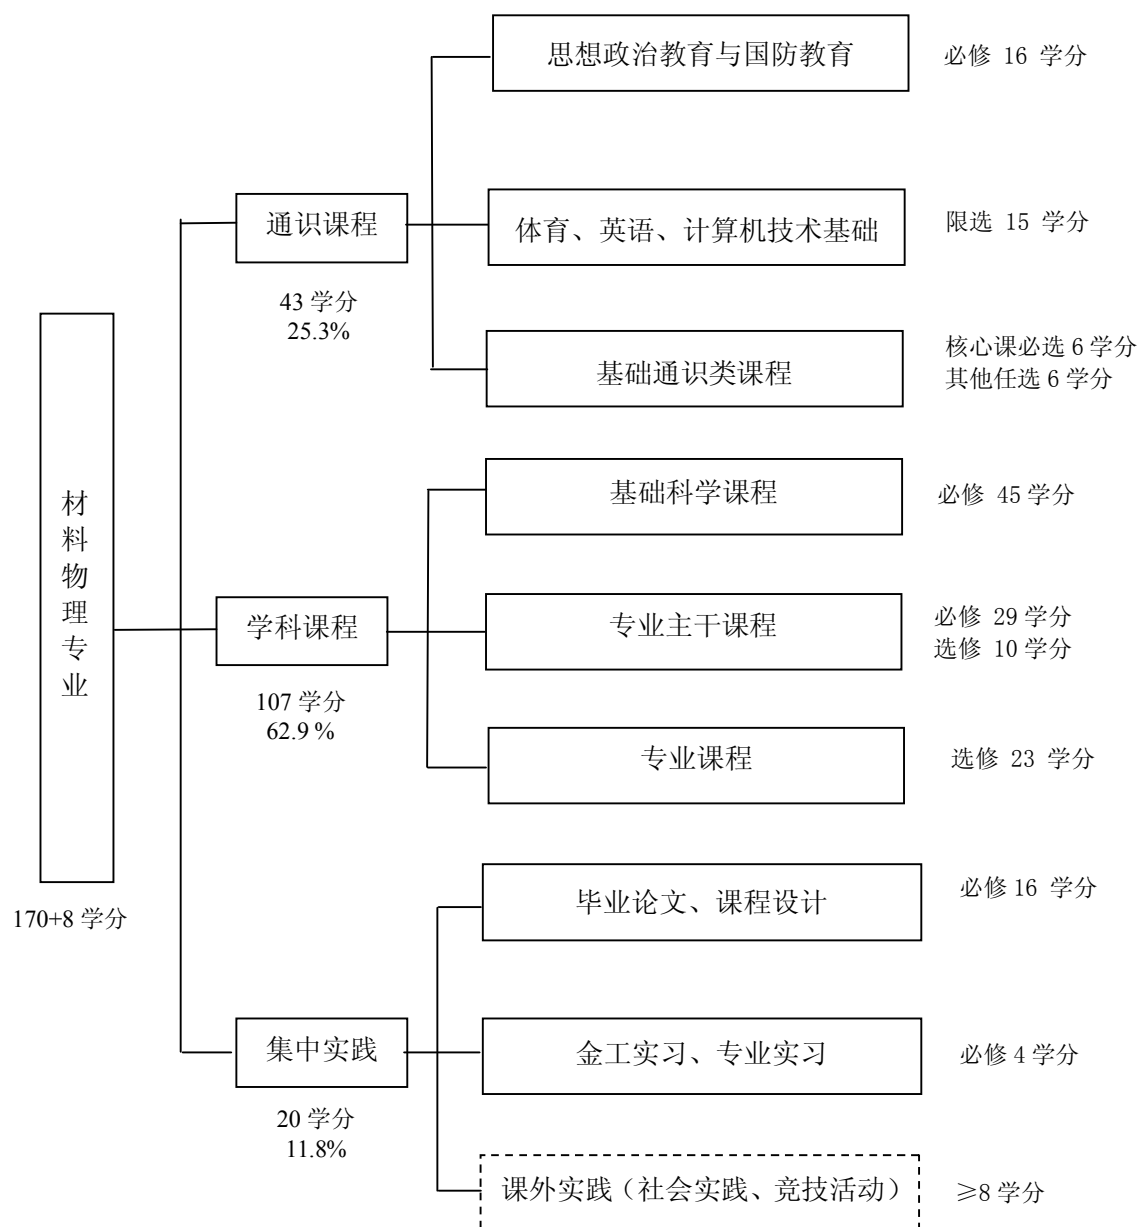 思想政治教育与国防教育
必修 16 学分
通识课程
43 学分
25.3%
体育、英语、计算机技术基础
限选 15 学分
基础通识类课程
核心课必选 6 学分
其他任选 6 学分
材
料
物
理
专
业
170+8 学分
基础科学课程
必修 45 学分
学科课程
107 学分
62.9 %
专业主干课程
必修 29 学分
选修 10 学分
专业课程
选修 23 学分
毕业论文、课程设计
必修 16 学分
集中实践
20 学分
11.8%
金工实习、专业实习
必修 4 学分
课外实践（社会实践、竞技活动）
≥8 学分